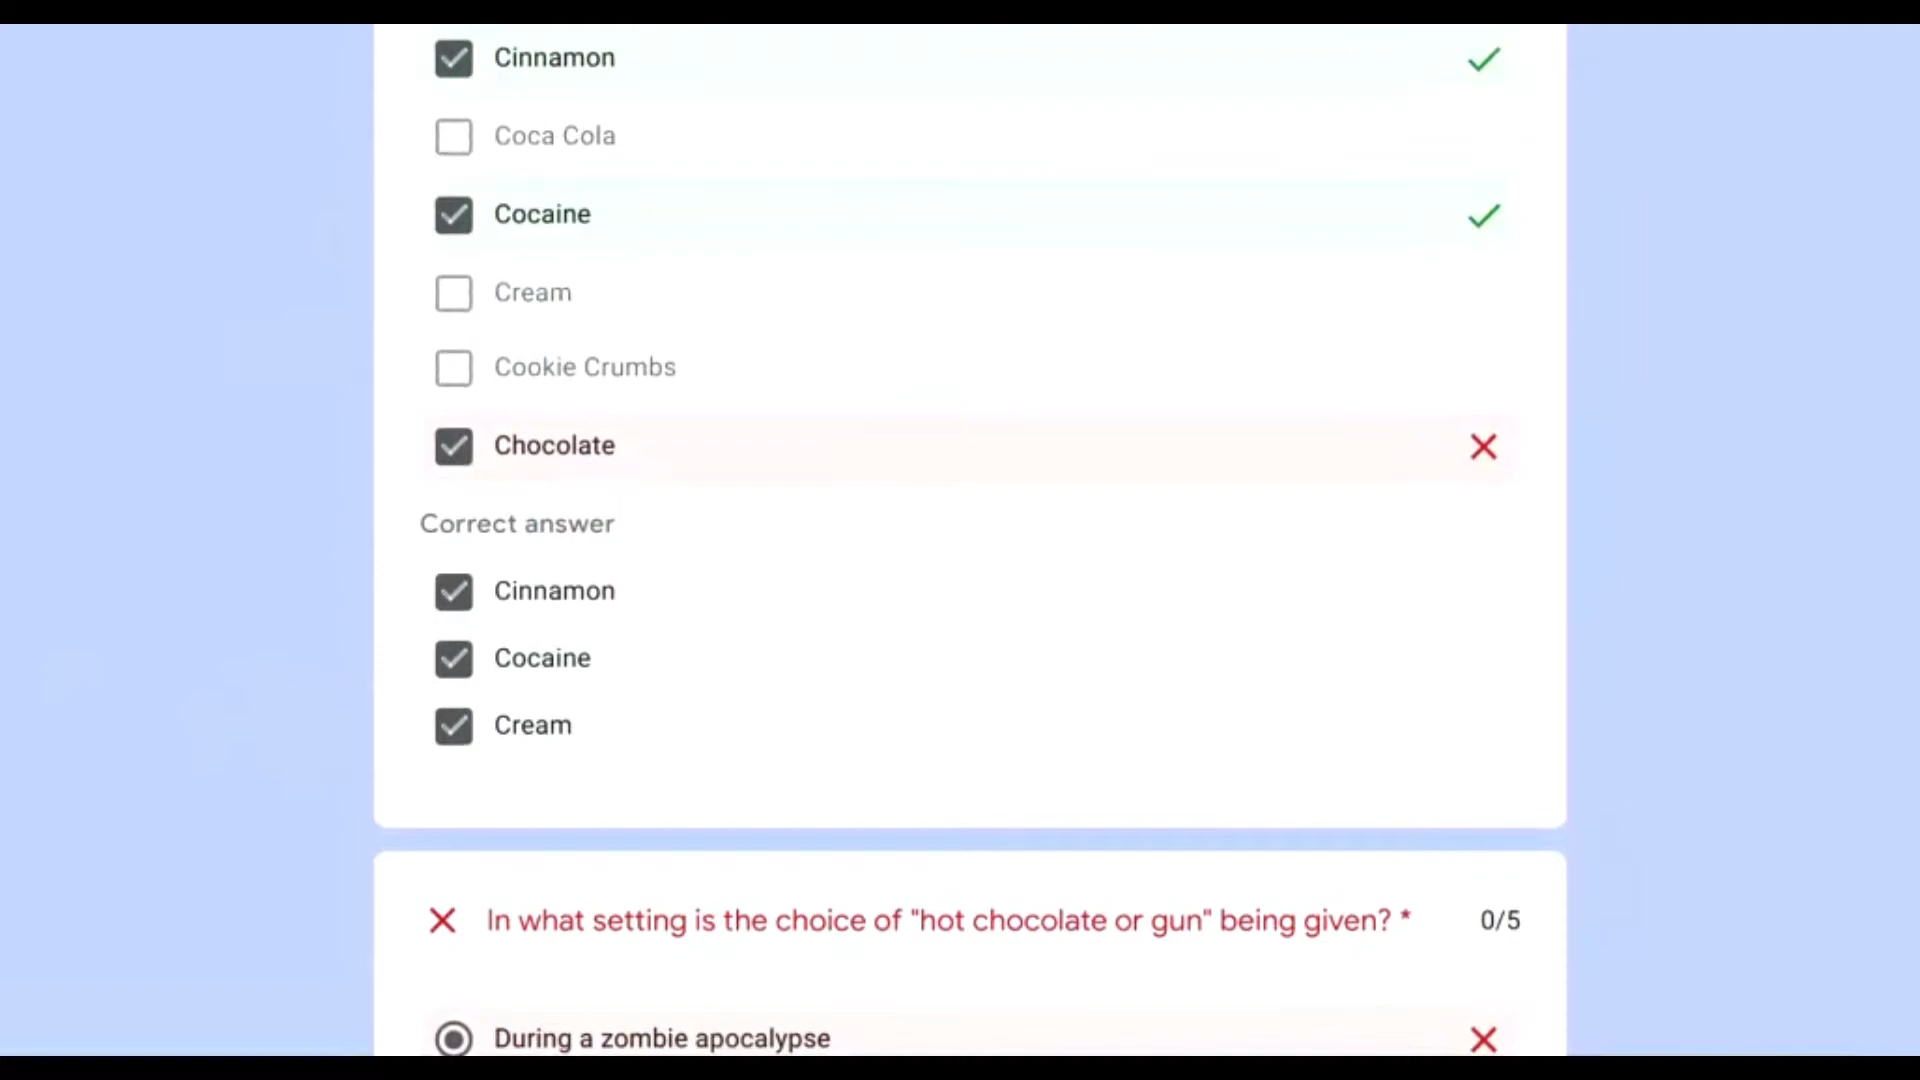 Cinnamon
Coca Cola
Cocaine
Cream
Cookie Crumbs
Chocolate
Correct answer
Cinnamon
Cocaine
Cream
In what setting is the choice of "hot chocolate or gun" being given? * 0/5
During a zombie apocalypse